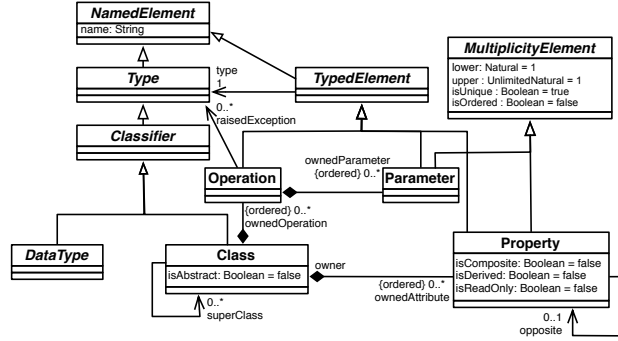 NamedElement
name: String
MultiplicityElement
lower: Natural = 1
upper : UnlimitedNatural = 1
isUnique : Boolean = true
isOrdered : Boolean = false
Type
type
1
TypedElement
0..*
raisedException
Classifier
Operation
ownedParameter
{ordered} 0..*
Parameter
{ordered} 0..*
ownedOperation
DataType
Class
isAbstract: Boolean = false
owner
{ordered} 0..*
ownedAttribute
Property
isComposite: Boolean = false
isDerived: Boolean = false
isReadOnly: Boolean = false
0..*
superClass
0..1
opposite